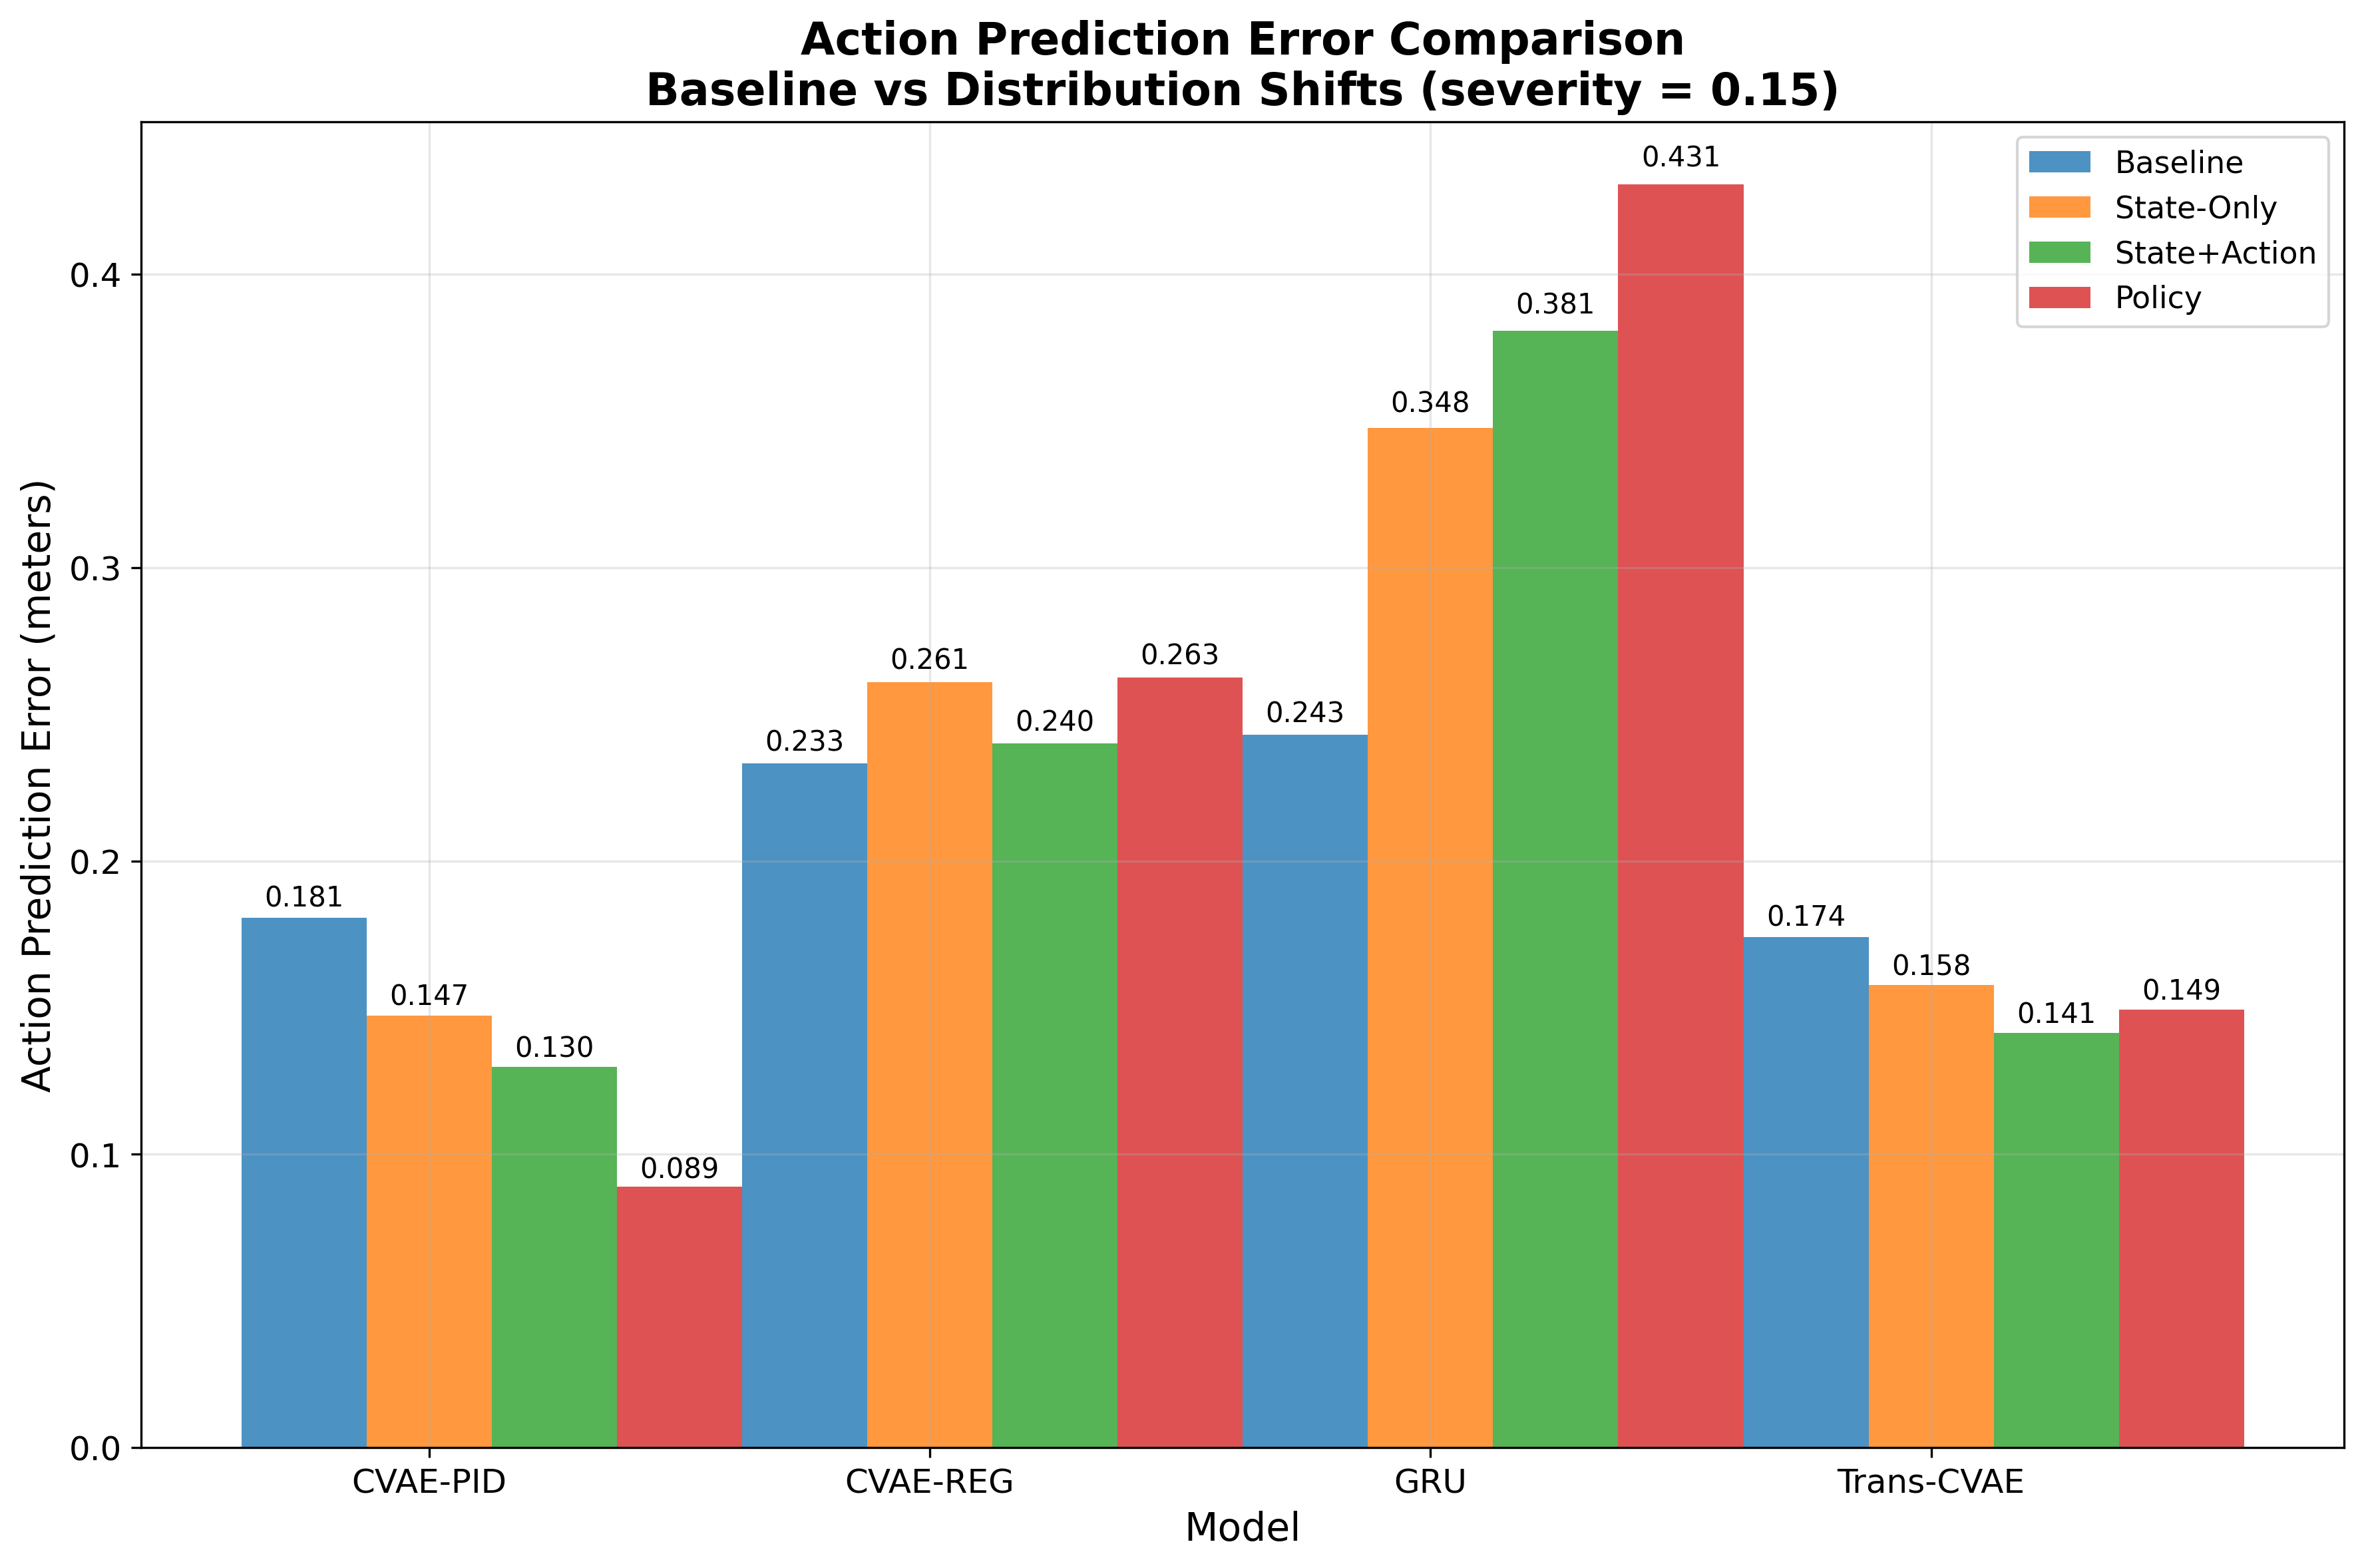 Action Prediction Error Comparison
Baseline vs Distribution Shifts (severity = 0.15)
Baseline
State-Only
State+Action
Policy
Action Prediction Error (meters)
0.4
0.3
0.2
0.1
0.0
0.181
0.147
0.130
0.089
0.233
0.261
0.240
0.263
0.243
0.348
0.381
0.431
0.174
0.158
0.141
0.149
CVAE-PID
CVAE-REG
GRU
Trans-CVAE
Model